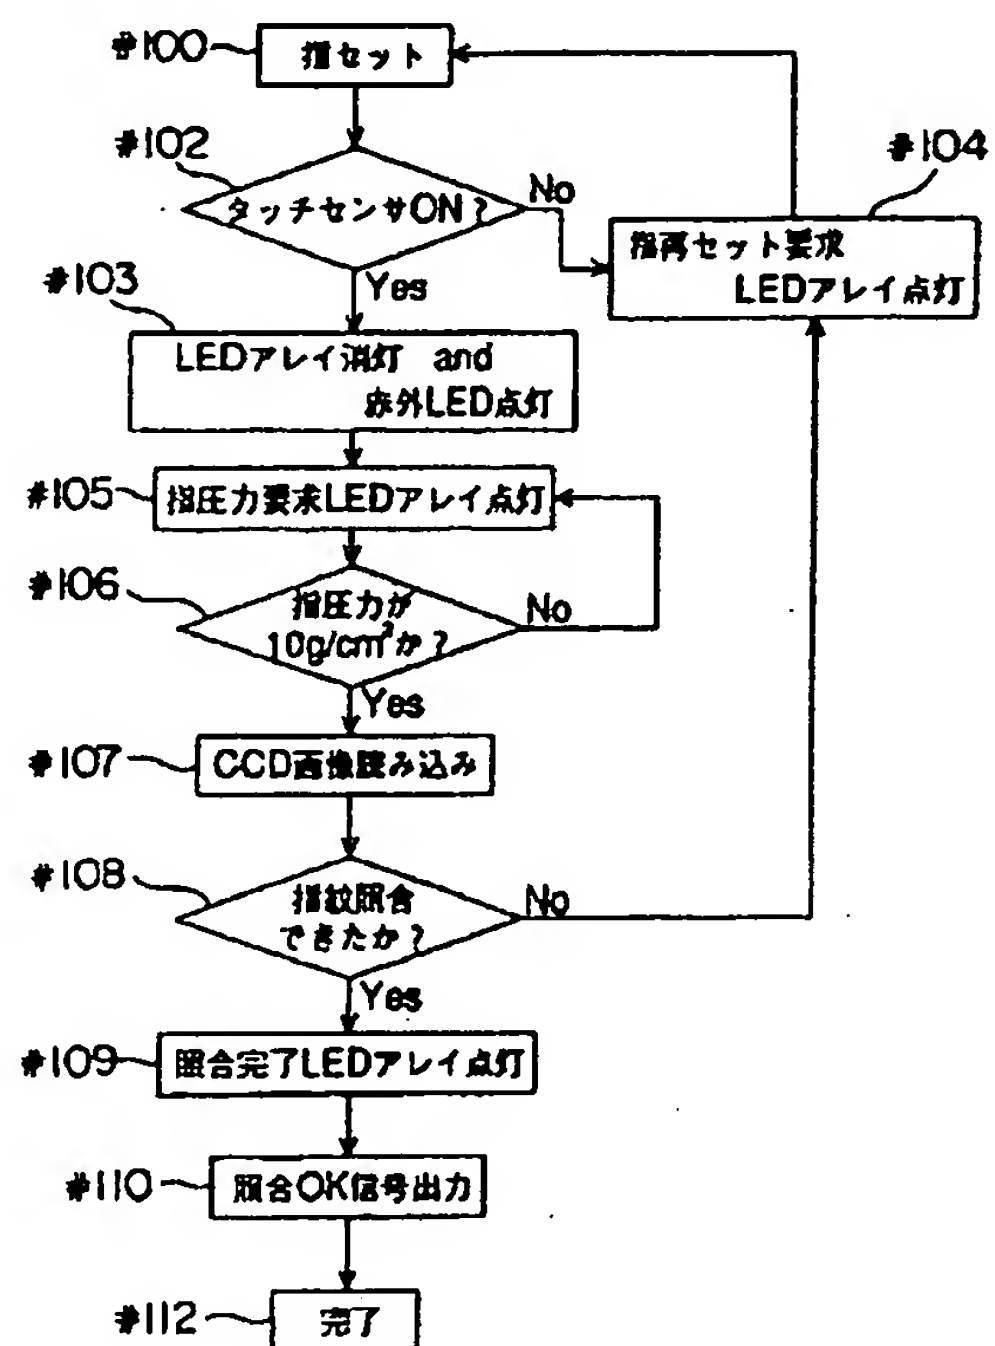 #100
指セット
#102
タッチセンサON?
No
Yes
#104
指再セット要求
LEDアレイ点灯
#103
LEDアレイ消灯 and
赤外LED点灯
#105
指圧力要求LEDアレイ点灯
#106
指圧力が
10g/cm²か?
No
Yes
#107
CCD画像読み込み
#108
指紋照合
できたか?
No
Yes
#109
照合完了LEDアレイ点灯
#110
照合OK信号出力
#112
完了